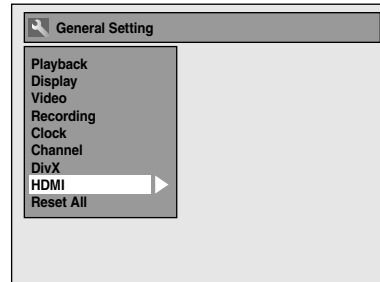 General Setting
Playback
Display
Video
Recording
Clock
Channel
DivX
HDMI
Reset All